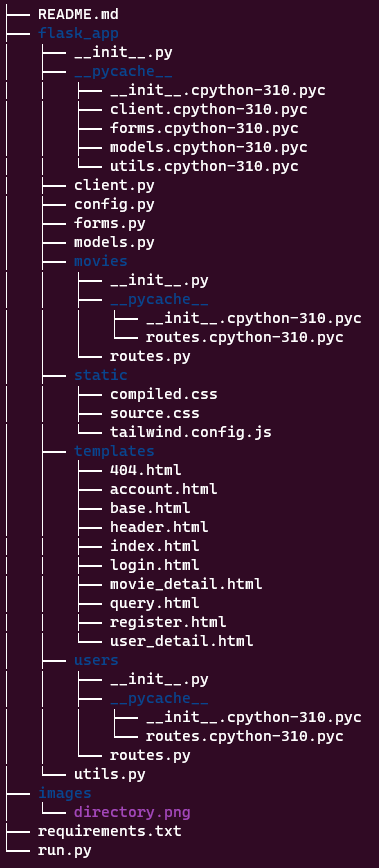 ├── README.md
├── flask_app
│   ├── __init__.py
│   ├── __pycache__
│   │   ├── __init__.cpython-310.pyc
│   │   ├── client.cpython-310.pyc
│   │   ├── forms.cpython-310.pyc
│   │   ├── models.cpython-310.pyc
│   │   └── utils.cpython-310.pyc
│   ├── client.py
│   ├── config.py
│   ├── forms.py
│   ├── models.py
│   ├── movies
│   │   ├── __init__.py
│   │   ├── __pycache__
│   │   │   ├── __init__.cpython-310.pyc
│   │   │   └── routes.cpython-310.pyc
│   │   └── routes.py
│   ├── static
│   │   ├── compiled.css
│   │   ├── source.css
│   │   └── tailwind.config.js
│   ├── templates
│   │   ├── 404.html
│   │   ├── account.html
│   │   ├── base.html
│   │   ├── header.html
│   │   ├── index.html
│   │   ├── login.html
│   │   ├── movie_detail.html
│   │   ├── query.html
│   │   ├── register.html
│   │   └── user_detail.html
│   ├── users
│   │   ├── __init__.py
│   │   ├── __pycache__
│   │   │   ├── __init__.cpython-310.pyc
│   │   │   └── routes.cpython-310.pyc
│   │   └── routes.py
│   └── utils.py
├── images
│   └── directory.png
├── requirements.txt
└── run.py